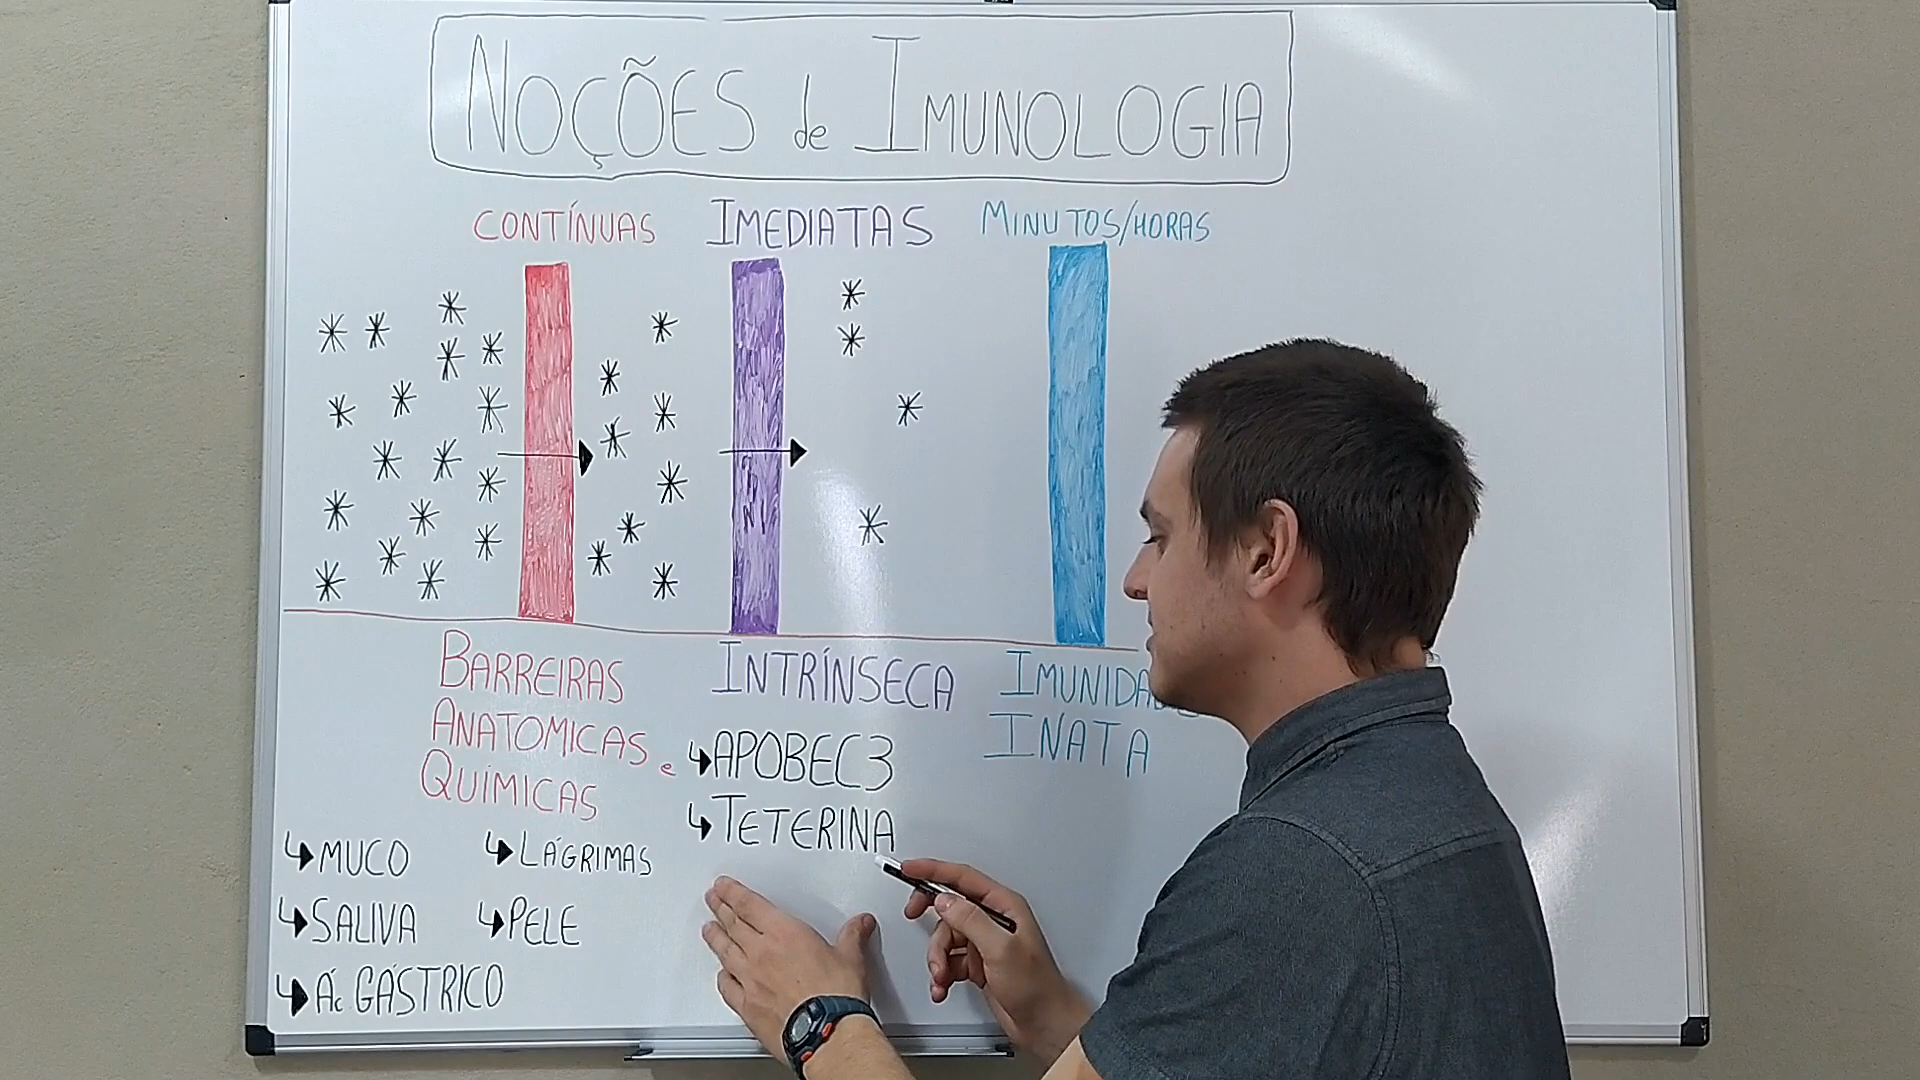 NOÇÕES de IMUNOLOGIA
CONTÍNUAS
IMEDIATAS
MINUTOS/HORAS
BARREIRAS
ANATOMICAS e
QUÍMICAS
↳MUCO
↳LÁGRIMAS
↳SALIVA
↳PELE
↳Ác GÁSTRICO
INTRÍNSECA
↳APOBEC3
↳TETERINA
IMUNIDADE
INATA